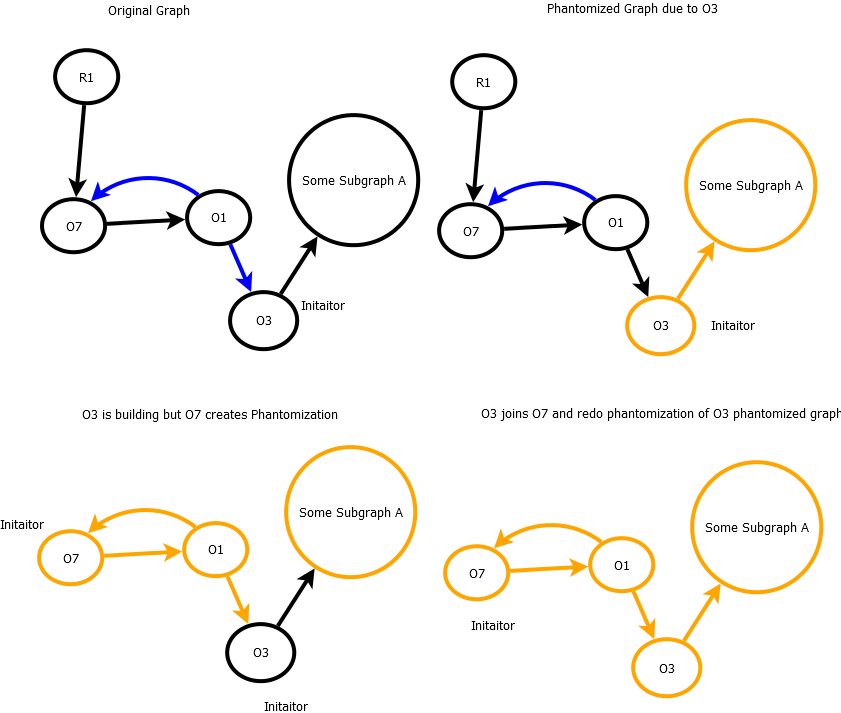 Original Graph
Phantomized Graph due to O3
R1
R1
Some Subgraph A
Some Subgraph A
O7
O1
O7
O1
O3
Initaitor
O3
Initaitor
O3 is building but O7 creates Phantomization
O3 joins O7 and redo phantomization of O3 phantomized graph
Initaitor
O7
O1
Some Subgraph A
O7
O1
Some Subgraph A
Initaitor
O3
Initaitor
O3